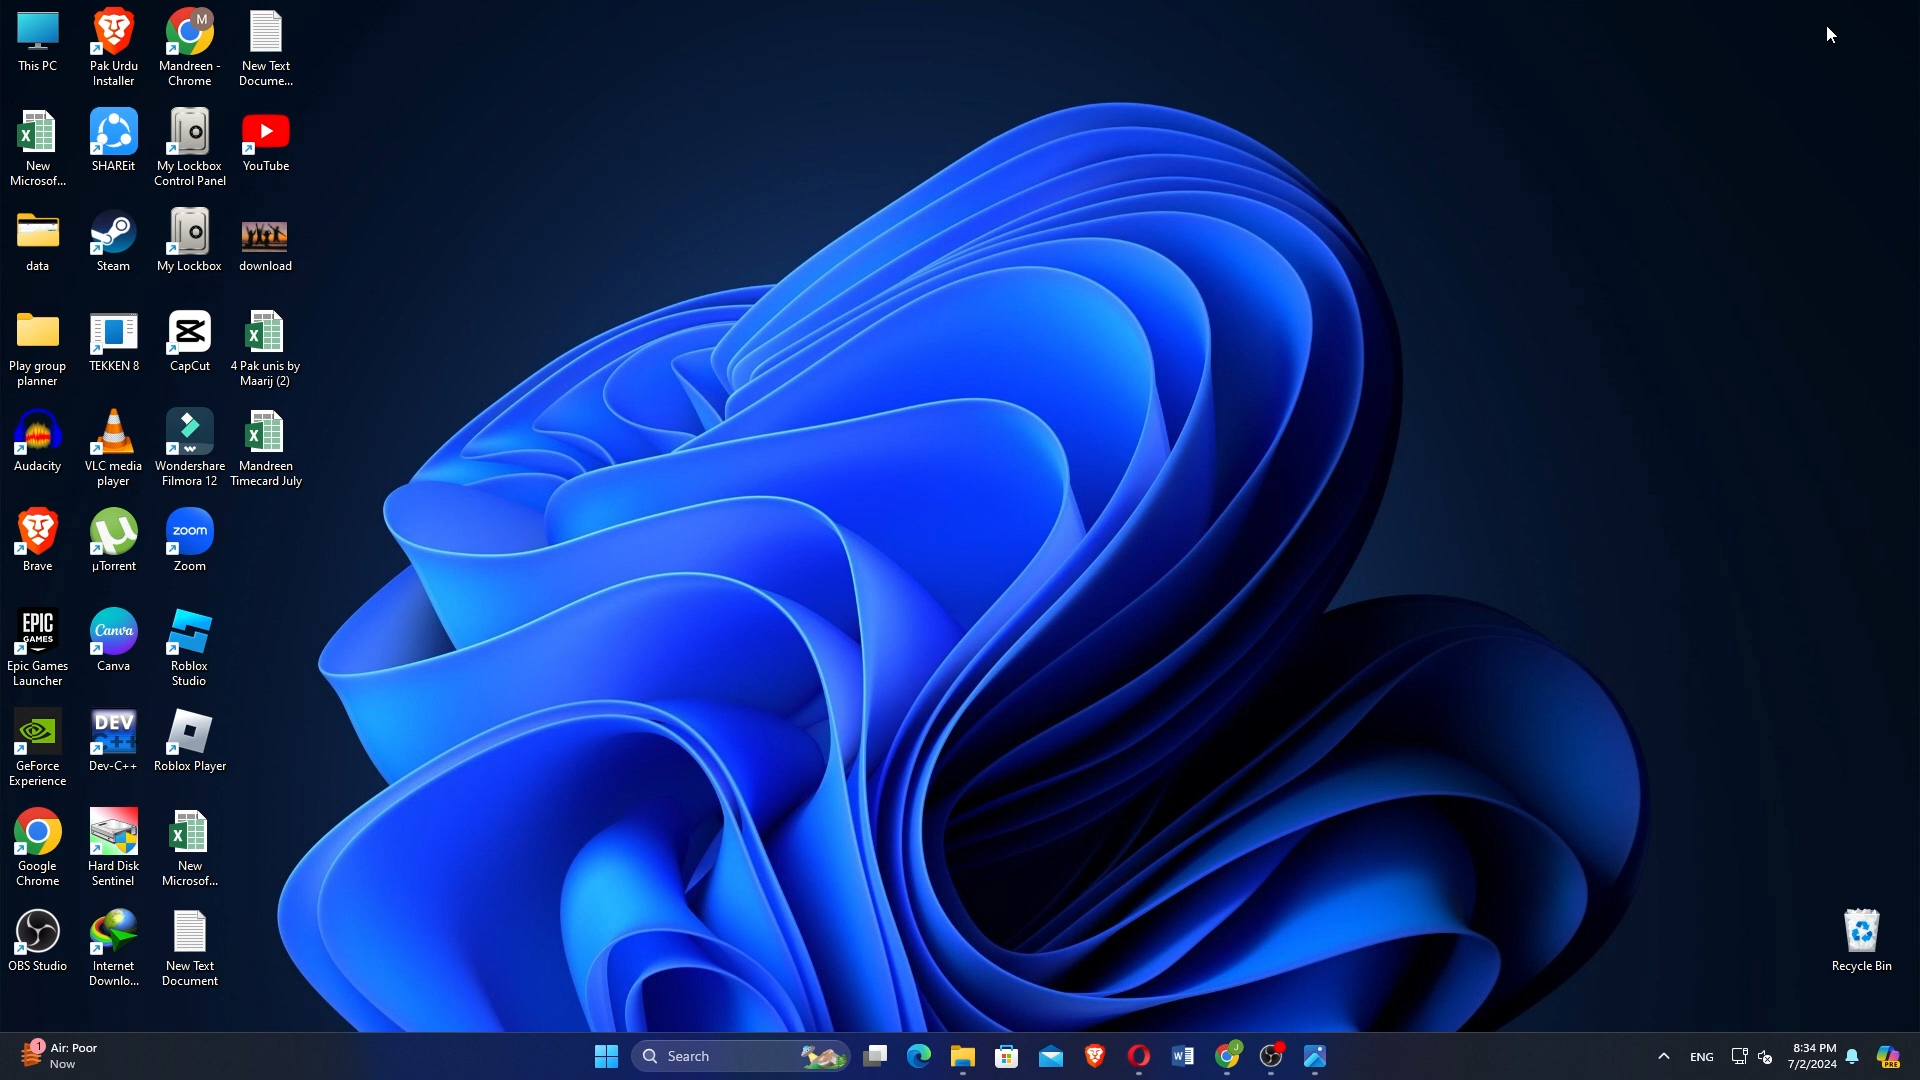 This PC
Pak Urdu
Installer
M
Mandreen -
Chrome
New Text
Docume...
New
Microsof...
SHAREit
My Lockbox
Control Panel
YouTube
data
Steam
My Lockbox
download
Play group
planner
TEKKEN 8
CapCut
4 Pak unis by
Maarij (2)
Audacity
VLC media
player
Wondershare
Filmora 12
Mandreen
Timecard July
Brave
µ
µTorrent
zoom
Zoom
EPIC
GAMES
Epic Games
Launcher
Canva
Canva
Roblox
Studio
GeForce
Experience
DEV
C++
Dev-C++
Roblox Player
Google
Chrome
Hard Disk
Sentinel
New
Microsof...
OBS Studio
Internet
Downlo...
New Text
Document
Recycle Bin
1
Air: Poor
Now
Search
J
ENG
8:34 PM
7/2/2024
PRE